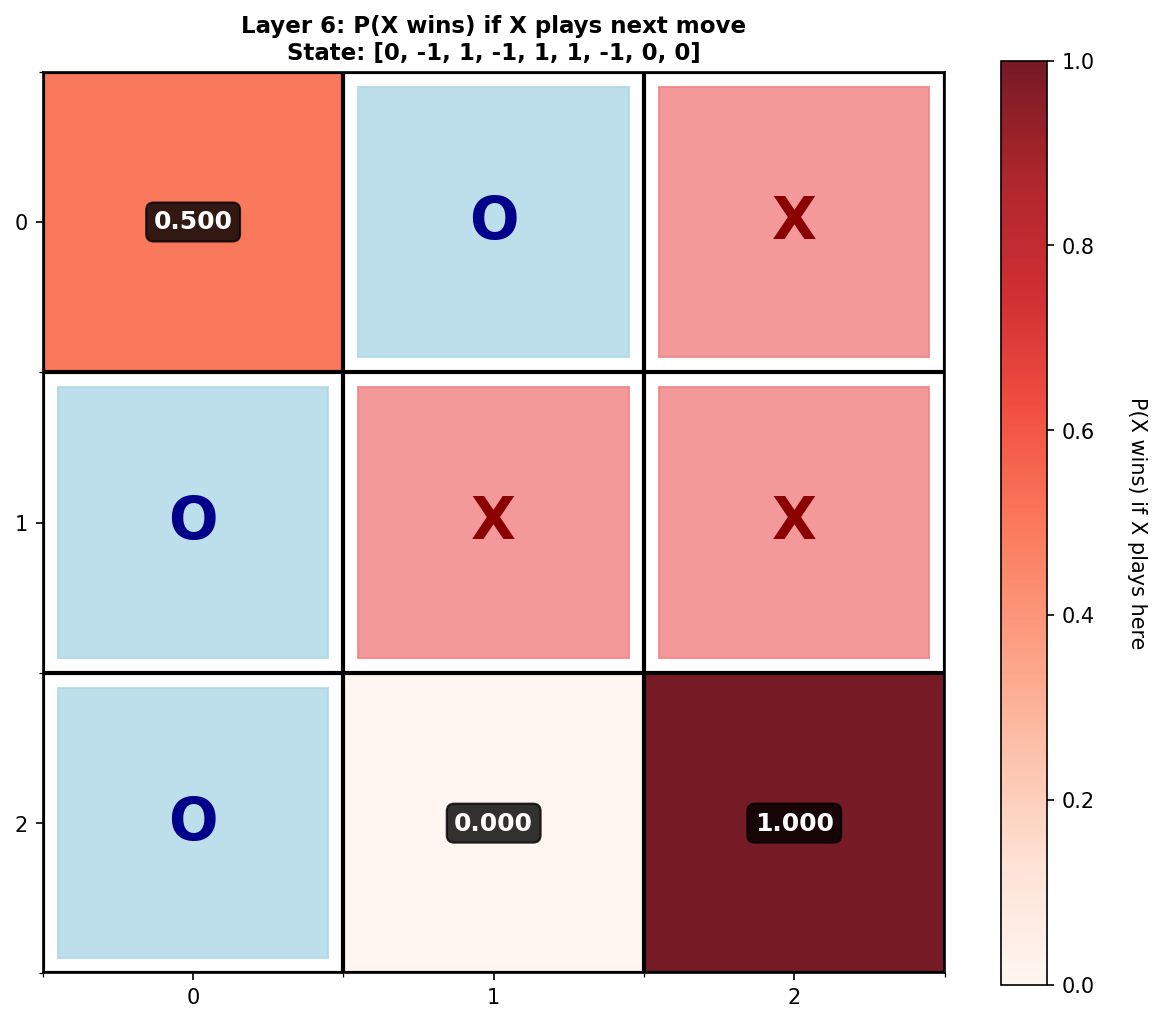 Layer 6: P(X wins) if X plays next move
State: [0, -1, 1, -1, 1, 1, -1, 0, 0]
0.500
O
X
O
X
X
O
0.000
1.000
0
1
2
0
1
2
1.0
0.8
0.6
0.4
0.2
0.0
P(X wins) if X plays here